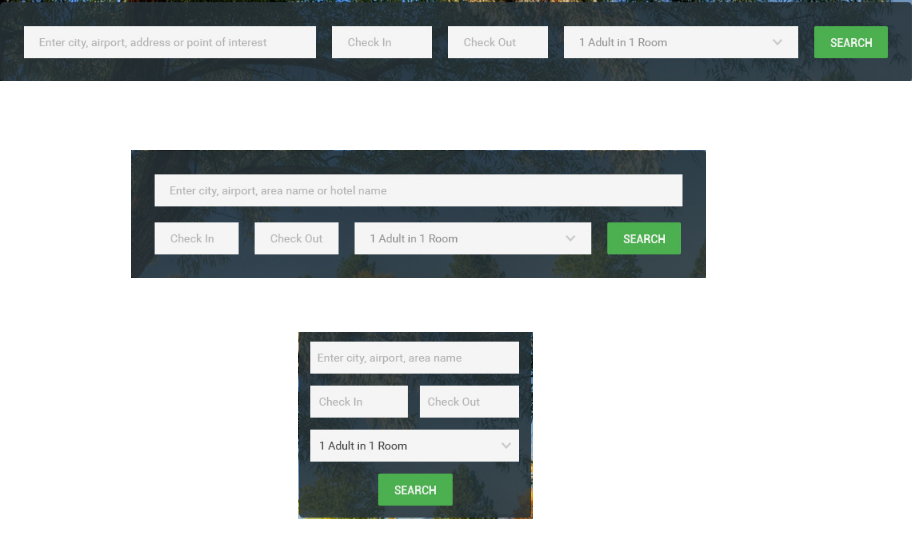 Enter city, airport, address or point of interest Check In Check Out 1 Adult in 1 Room SEARCH
Enter city, airport, area name or hotel name
Check In Check Out 1 Adult in 1 Room SEARCH
Enter city, airport, area name
Check In Check Out
1 Adult in 1 Room
SEARCH